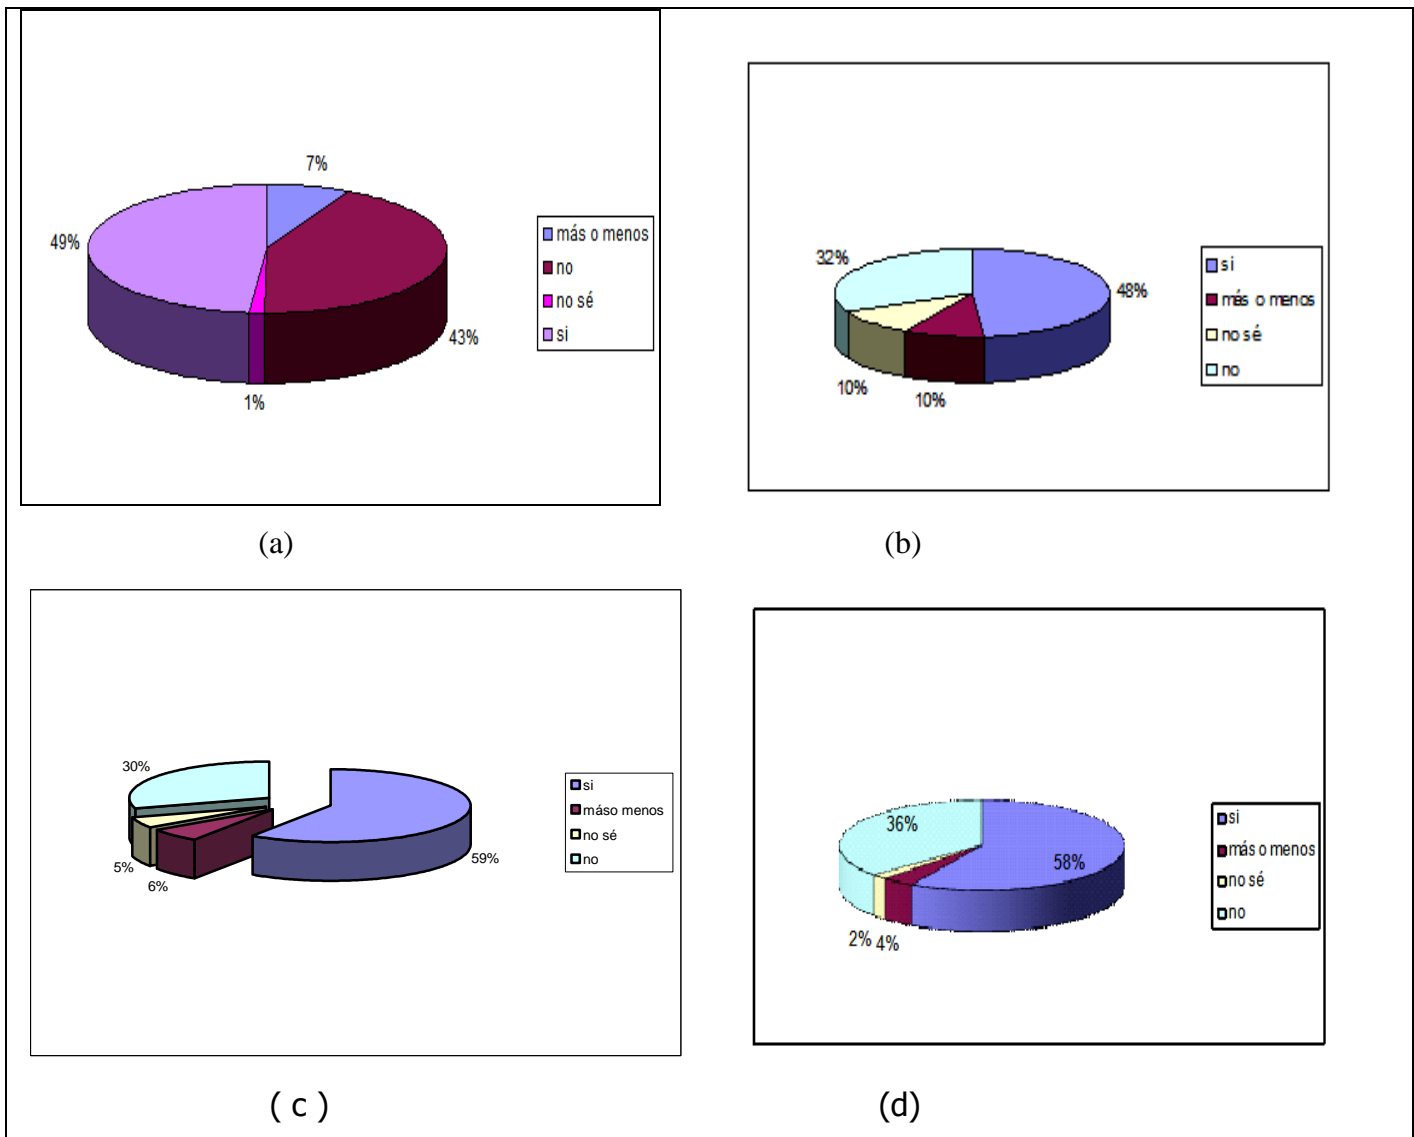 7%
49%
43%
1%
más o menos
no
no sé
si
(a)
32%
48%
10%
10%
si
más o menos
no sé
no
(b)
30%
59%
5%
6%
si
máso menos
no sé
no
( c )
36%
58%
2%
4%
si
más o menos
no sé
no
(d)